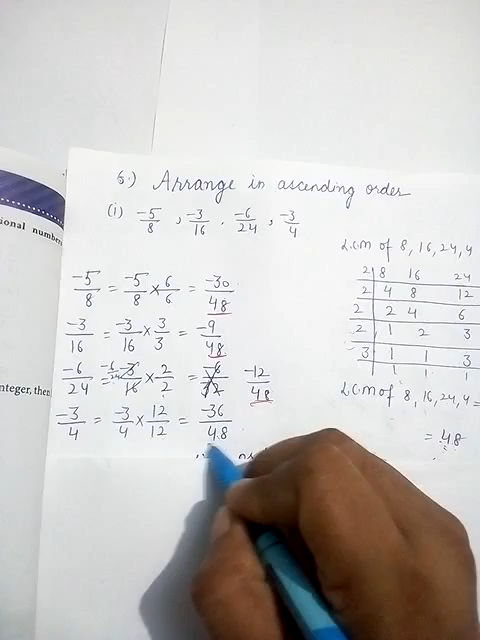 6.) Arrange in ascending order
(i) -5/8 , -3/16 , -6/24 , -3/4
-5/8 = -5/8 × 6/6 = -30/48
-3/16 = -3/16 × 3/3 = -9/48
-6/24 = -6/24 × 2/2 = -12/48
-3/4 = -3/4 × 12/12 = -36/48
L.C.M of 8, 16, 24, 4
2 | 8 16 24
2 | 4 8 12
2 | 2 4 6
2 | 1 2 3
3 | 1 1 3
1 1 1
L.C.M of 8, 16, 24, 4 =
= 48
ional numbers
nteger, then